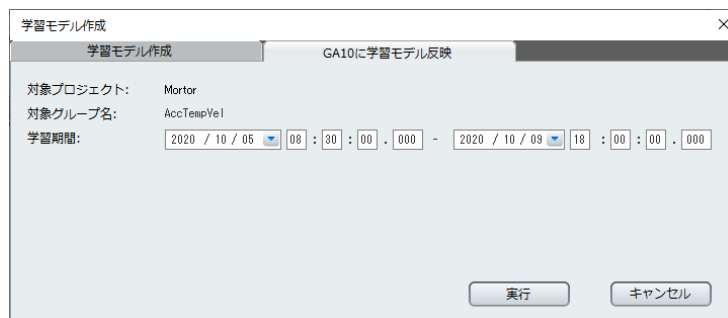 学習モデル作成
学習モデル作成 GA10に学習モデル反映
対象プロジェクト: Mortor
対象グループ名: AccTempVel
学習期間: 2020 / 10 / 05 08 : 30 : 00 . 000 - 2020 / 10 / 09 18 : 00 : 00 . 000
実行 キャンセル